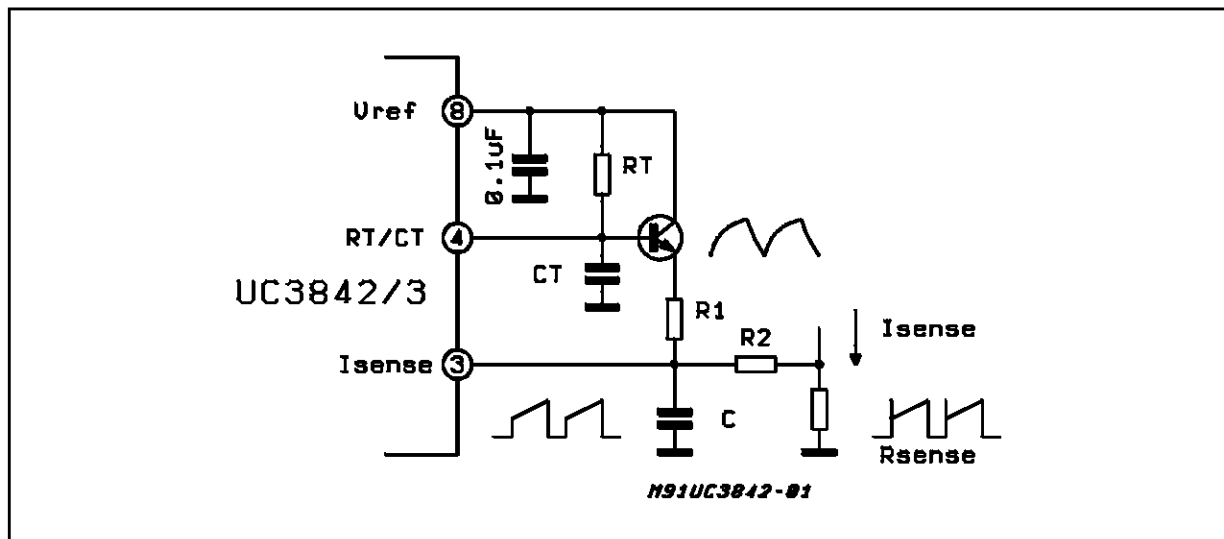 Vref
8
0.1uF
RT
RT/CT
4
CT
UC3842/3
R1
R2
Isense
Isense
3
C
Rsense
M91UC3842-01